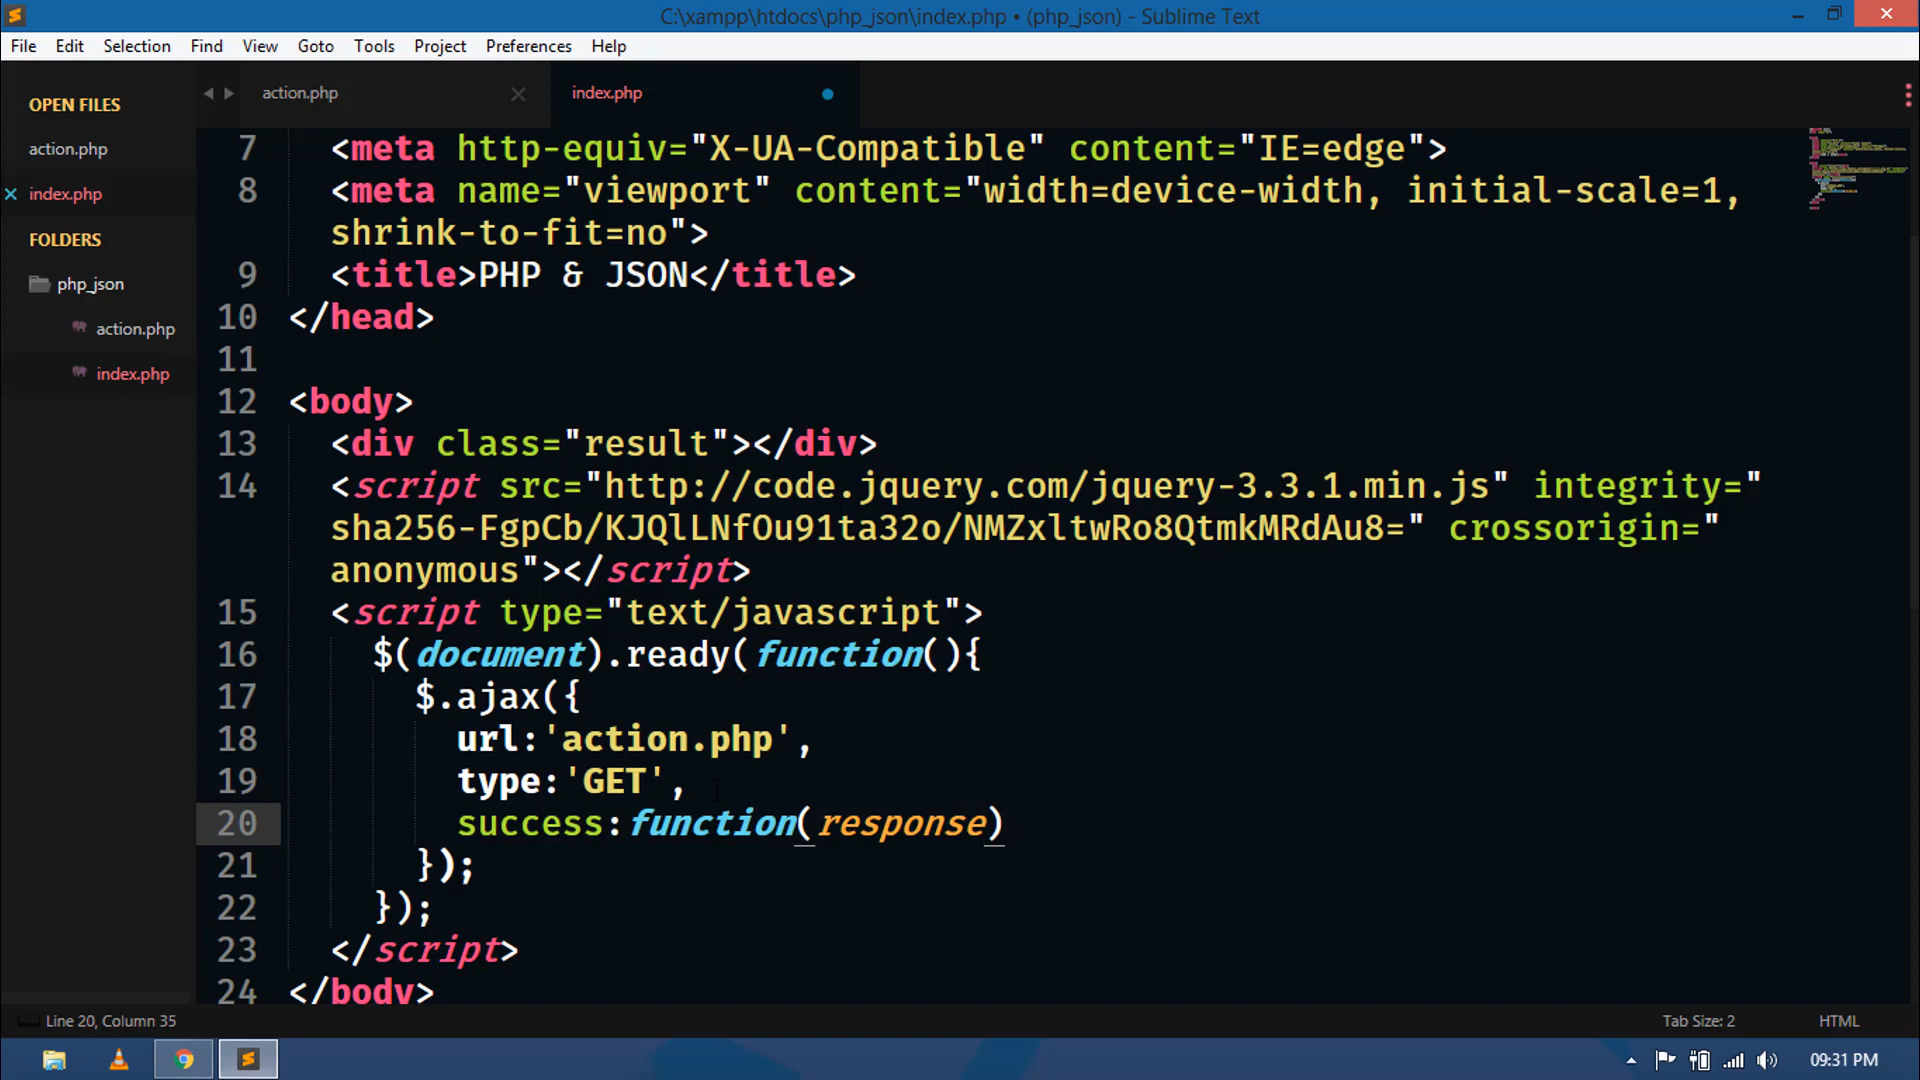 C:\xampp\htdocs\php_json\index.php • (php_json) - Sublime Text
File Edit Selection Find View Goto Tools Project Preferences Help
OPEN FILES
action.php
index.php
FOLDERS
php_json
action.php
index.php
action.php index.php
7 <meta http-equiv="X-UA-Compatible" content="IE=edge">
8 <meta name="viewport" content="width=device-width, initial-scale=1,
shrink-to-fit=no">
9 <title>PHP & JSON</title>
10 </head>
11
12 <body>
13 <div class="result"></div>
14 <script src="http://code.jquery.com/jquery-3.3.1.min.js" integrity="
sha256-FgpCb/KJQlLNfOu91ta32o/NMZxltwRo8QtmkMRdAu8=" crossorigin="
anonymous"></script>
15 <script type="text/javascript">
16 $(document).ready(function(){
17 $.ajax({
18 url:'action.php',
19 type:'GET',
20 success:function(response)
21 });
22 });
23 </script>
24 </body>
Line 20, Column 35
Tab Size: 2
HTML
09:31 PM